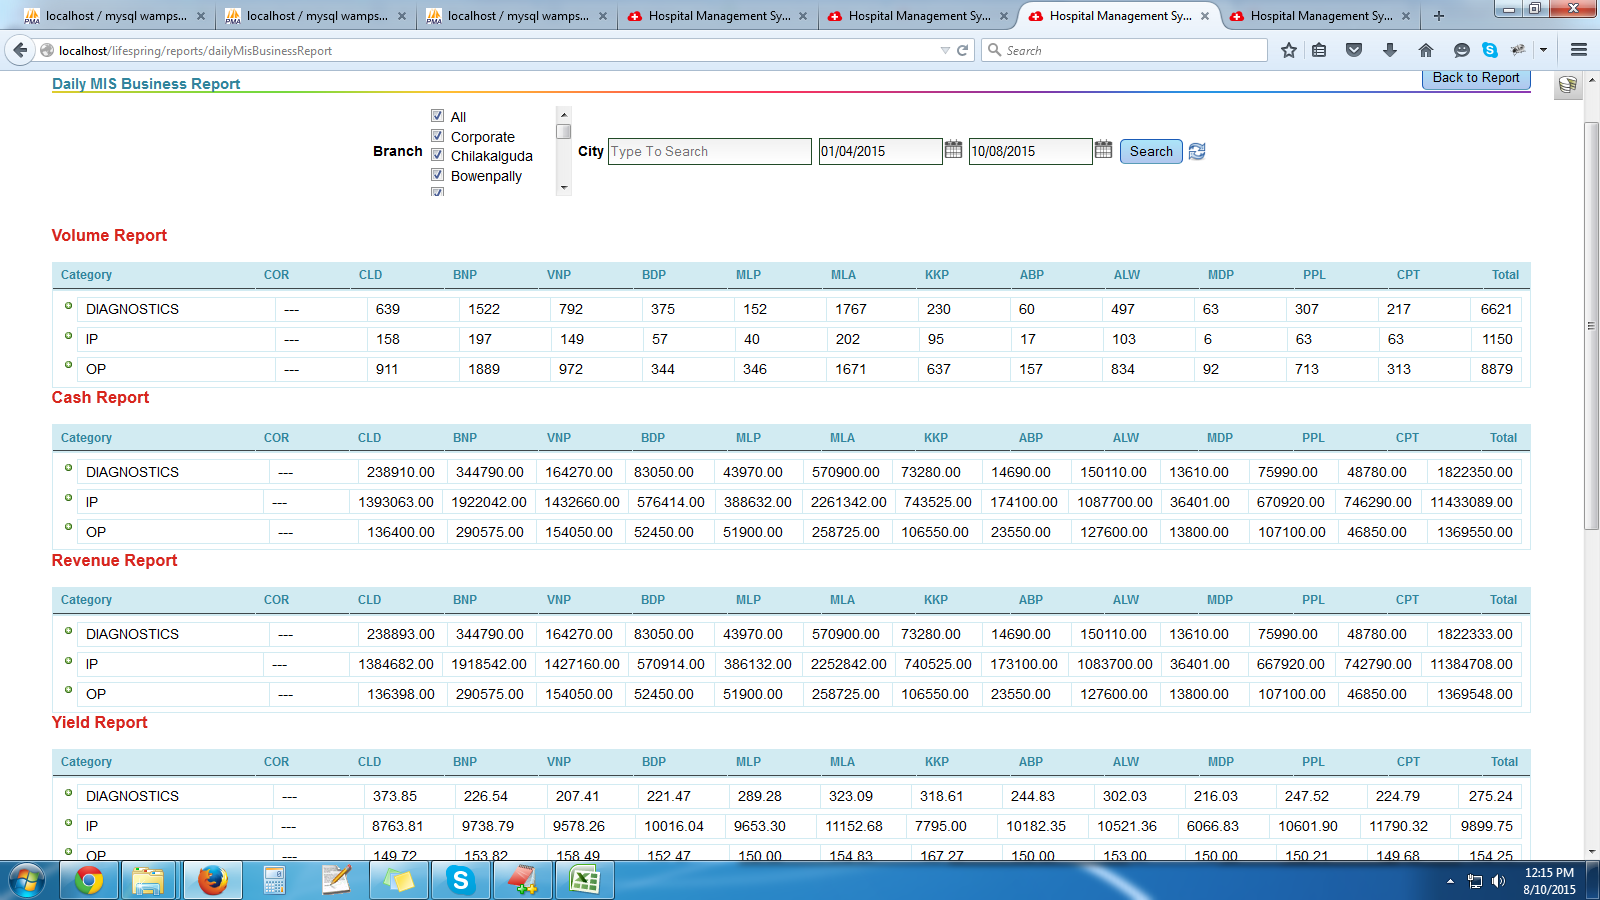 localhost / mysql wamps... localhost / mysql wamps... localhost / mysql wamps... Hospital Management Sy... Hospital Management Sy... Hospital Management Sy... Hospital Management Sy...
localhost/lifespring/reports/dailyMisBusinessReport Search
Daily MIS Business Report Back to Report
All
Corporate
Branch Chilakalguda City Type To Search 01/04/2015 10/08/2015 Search
Bowenpally
Volume Report
Category COR CLD BNP VNP BDP MLP MLA KKP ABP ALW MDP PPL CPT Total
DIAGNOSTICS --- 639 1522 792 375 152 1767 230 60 497 63 307 217 6621
IP --- 158 197 149 57 40 202 95 17 103 6 63 63 1150
OP --- 911 1889 972 344 346 1671 637 157 834 92 713 313 8879
Cash Report
Category COR CLD BNP VNP BDP MLP MLA KKP ABP ALW MDP PPL CPT Total
DIAGNOSTICS --- 238910.00 344790.00 164270.00 83050.00 43970.00 570900.00 73280.00 14690.00 150110.00 13610.00 75990.00 48780.00 1822350.00
IP --- 1393063.00 1922042.00 1432660.00 576414.00 388632.00 2261342.00 743525.00 174100.00 1087700.00 36401.00 670920.00 746290.00 11433089.00
OP --- 136400.00 290575.00 154050.00 52450.00 51900.00 258725.00 106550.00 23550.00 127600.00 13800.00 107100.00 46850.00 1369550.00
Revenue Report
Category COR CLD BNP VNP BDP MLP MLA KKP ABP ALW MDP PPL CPT Total
DIAGNOSTICS --- 238893.00 344790.00 164270.00 83050.00 43970.00 570900.00 73280.00 14690.00 150110.00 13610.00 75990.00 48780.00 1822333.00
IP --- 1384682.00 1918542.00 1427160.00 570914.00 386132.00 2252842.00 740525.00 173100.00 1083700.00 36401.00 667920.00 742790.00 11384708.00
OP --- 136398.00 290575.00 154050.00 52450.00 51900.00 258725.00 106550.00 23550.00 127600.00 13800.00 107100.00 46850.00 1369548.00
Yield Report
Category COR CLD BNP VNP BDP MLP MLA KKP ABP ALW MDP PPL CPT Total
DIAGNOSTICS --- 373.85 226.54 207.41 221.47 289.28 323.09 318.61 244.83 302.03 216.03 247.52 224.79 275.24
IP --- 8763.81 9738.79 9578.26 10016.04 9653.30 11152.68 7795.00 10182.35 10521.36 6066.83 10601.90 11790.32 9899.75
OP --- 149.72 153.82 158.49 152.47 150.00 154.83 167.27 150.00 153.00 150.00 150.21 149.68 154.25
12:15 PM
8/10/2015